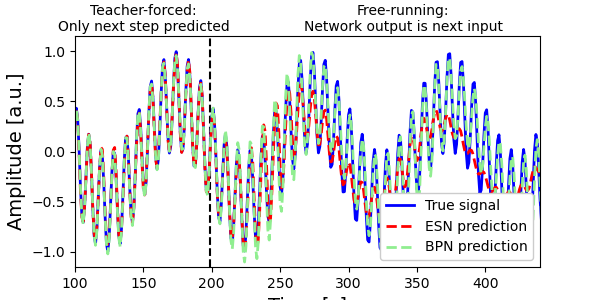 Teacher-forced:
Only next step predicted
Free-running:
Network output is next input
Amplitude [a.u.]
1.0
0.5
0.0
−0.5
−1.0
True signal
ESN prediction
BPN prediction
100
150
200
250
300
350
400